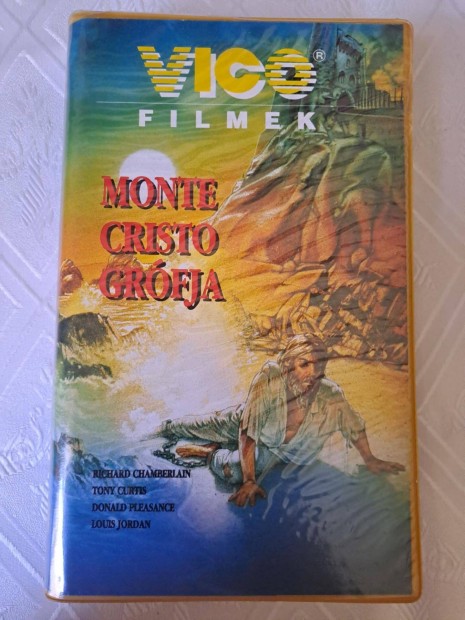 VICO®
FILMEK
MONTE
CRISTO
GRÓFJA
RICHARD CHAMBERLAIN
TONY CURTIS
DONALD PLEASANCE
LOUIS JORDAN